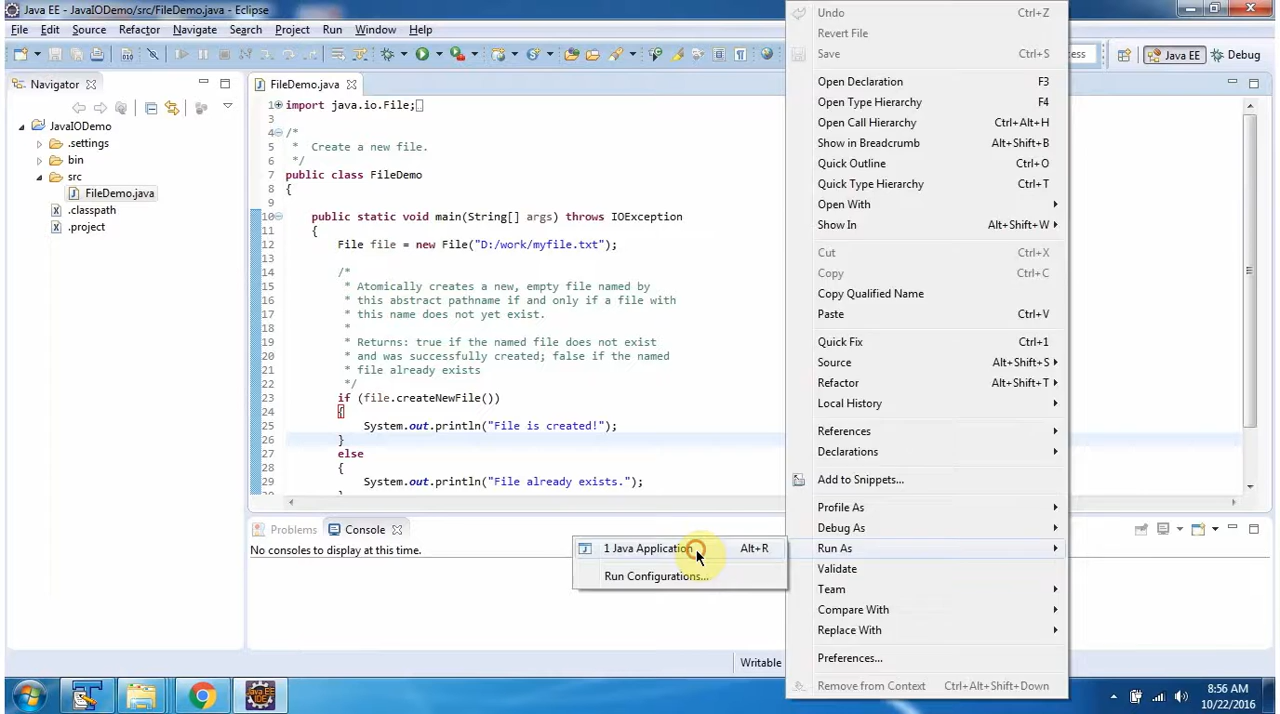 Java EE - JavaIODemo/src/FileDemo.java - Eclipse
File Edit Source Refactor Navigate Search Project Run Window Help
Java EE Debug
Navigator
JavaIODemo
.settings
bin
src
FileDemo.java
.classpath
.project
FileDemo.java
1 import java.io.File;
3
4 /*
5 * Create a new file.
6 */
7 public class FileDemo
8 {
9
10 public static void main(String[] args) throws IOException
11 {
12 File file = new File("D:/work/myfile.txt");
13
14 /*
15 * Atomically creates a new, empty file named by
16 * this abstract pathname if and only if a file with
17 * this name does not yet exist.
18 *
19 * Returns: true if the named file does not exist
20 * and was successfully created; false if the named
21 * file already exists
22 */
23 if (file.createNewFile())
24 {
25 System.out.println("File is created!");
26 }
27 else
28 {
29 System.out.println("File already exists.");
Problems Console
No consoles to display at this time.
1 Java Application Alt+R
Run Configurations...
Undo Ctrl+Z
Revert File
Save Ctrl+S
Open Declaration F3
Open Type Hierarchy F4
Open Call Hierarchy Ctrl+Alt+H
Show in Breadcrumb Alt+Shift+B
Quick Outline Ctrl+O
Quick Type Hierarchy Ctrl+T
Open With
Show In Alt+Shift+W
Cut Ctrl+X
Copy Ctrl+C
Copy Qualified Name
Paste Ctrl+V
Quick Fix Ctrl+1
Source Alt+Shift+S
Refactor Alt+Shift+T
Local History
References
Declarations
Add to Snippets...
Profile As
Debug As
Run As
Validate
Team
Compare With
Replace With
Preferences...
Remove from Context Ctrl+Alt+Shift+Down
Writable
Java EE IDE
8:56 AM
10/22/2016